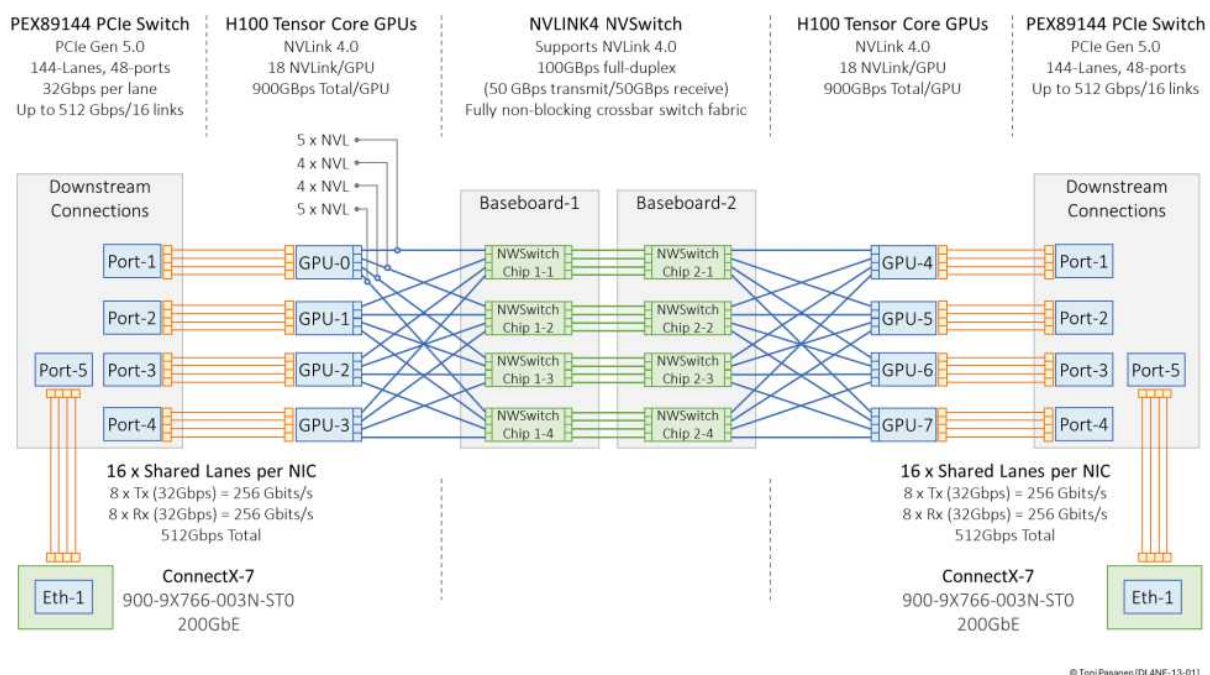 PEX89144 PCIe Switch
PCIe Gen 5.0
144-Lanes, 48-ports
32Gbps per lane
Up to 512 Gbps/16 links
H100 Tensor Core GPUs
NVLink 4.0
18 NVLink/GPU
900GBps Total/GPU
NVLINK4 NVSwitch
Supports NVLink 4.0
100GBps full-duplex
(50 GBps transmit/50GBps receive)
Fully non-blocking crossbar switch fabric
H100 Tensor Core GPUs
NVLink 4.0
18 NVLink/GPU
900GBps Total/GPU
PEX89144 PCIe Switch
PCIe Gen 5.0
144-Lanes, 48-ports
32Gbps per lane
Up to 512 Gbps/16 links
5 x NVL
4 x NVL
4 x NVL
5 x NVL
Downstream
Connections
Port-1
Port-2
Port-5
Port-3
Port-4
GPU-0
GPU-1
GPU-2
GPU-3
Baseboard-1
NWSwitch
Chip 1-1
NWSwitch
Chip 1-2
NWSwitch
Chip 1-3
NWSwitch
Chip 1-4
Baseboard-2
NWSwitch
Chip 2-1
NWSwitch
Chip 2-2
NWSwitch
Chip 2-3
NWSwitch
Chip 2-4
GPU-4
GPU-5
GPU-6
GPU-7
Downstream
Connections
Port-1
Port-2
Port-3
Port-5
Port-4
16 x Shared Lanes per NIC
8 x Tx (32Gbps) = 256 Gbits/s
8 x Rx (32Gbps) = 256 Gbits/s
512Gbps Total
Eth-1
ConnectX-7
900-9X766-003N-ST0
200GbE
16 x Shared Lanes per NIC
8 x Tx (32Gbps) = 256 Gbits/s
8 x Rx (32Gbps) = 256 Gbits/s
512Gbps Total
ConnectX-7
900-9X766-003N-ST0
200GbE
Eth-1
© Toni Pasanen [DL4NE-13-01]